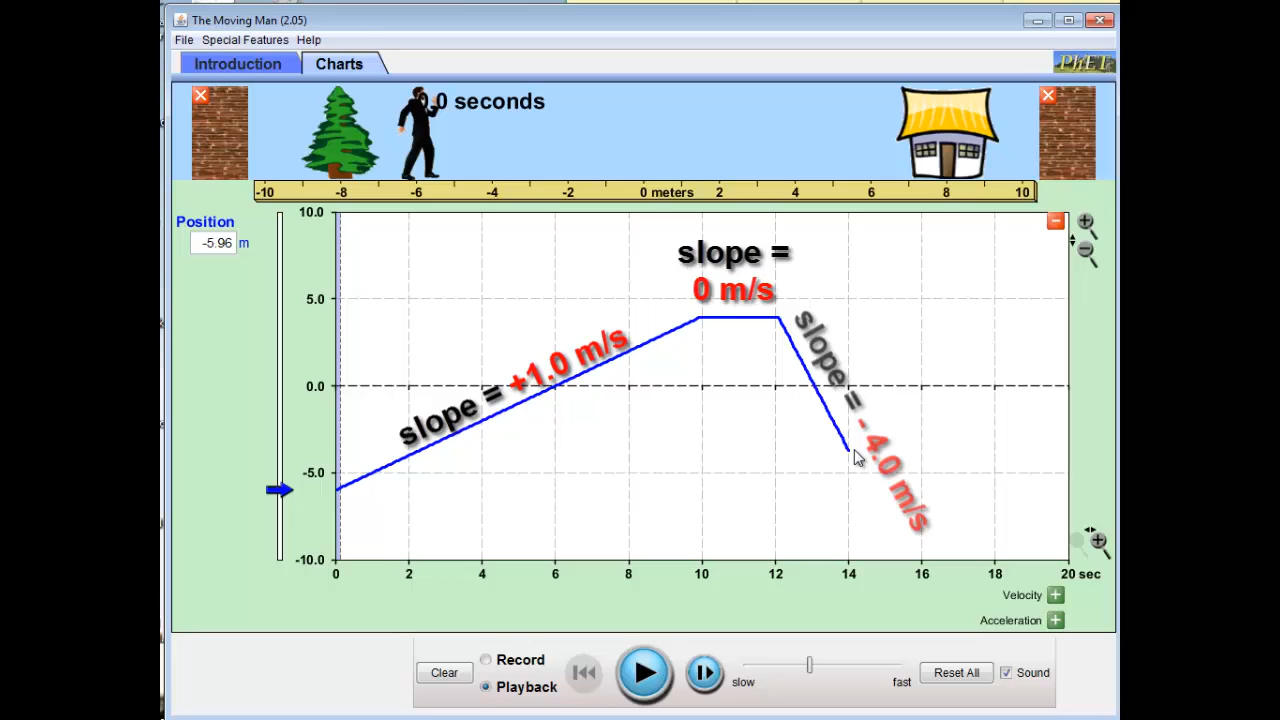 The Moving Man (2.05)
File Special Features Help
Introduction Charts
PhET
0.0 seconds
-10 -8 -6 -4 -2 0 meters 2 4 6 8 10
Position
-5.96 m
10.0
5.0
0.0
-5.0
-10.0
slope = +1.0 m/s
slope =
0 m/s
slope = - 4.0 m/s
0 2 4 6 8 10 12 14 16 18 20 sec
Velocity
Acceleration
Clear
Record
Playback
slow
fast
Reset All
Sound